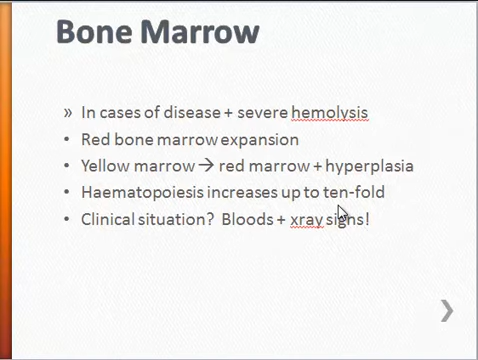 Bone Marrow
» In cases of disease + severe hemolysis
• Red bone marrow expansion
• Yellow marrow → red marrow + hyperplasia
• Haematopoiesis increases up to ten-fold
• Clinical situation? Bloods + xray signs!